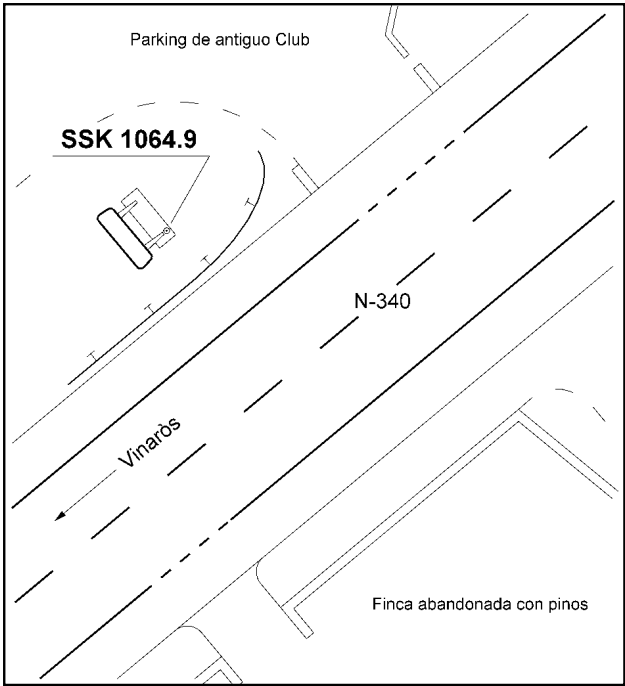 Parking de antiguo Club
SSK 1064.9
N-340
Vinaròs
Finca abandonada con pinos